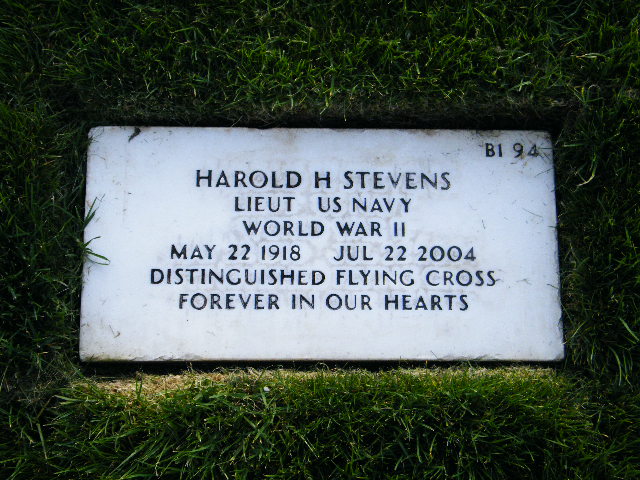 BI 94
HAROLD H STEVENS
LIEUT US NAVY
WORLD WAR II
MAY 22 1918 JUL 22 2004
DISTINGUISHED FLYING CROSS
FOREVER IN OUR HEARTS